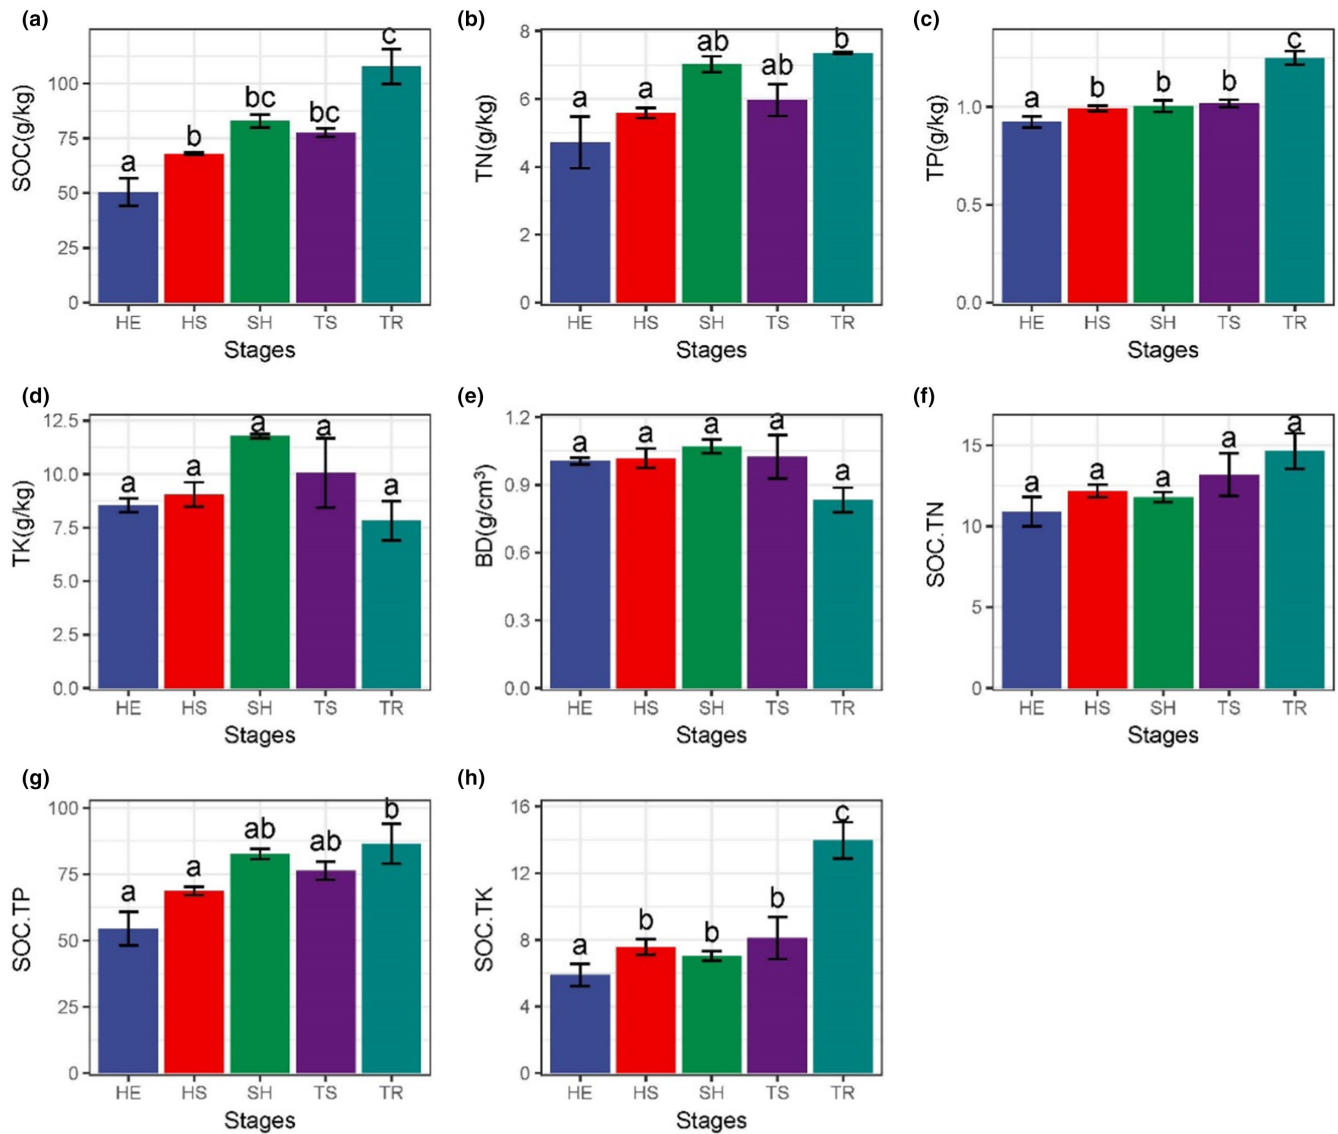 (a)
SOC(g/kg)
100
75
50
25
0
a
b
bc
bc
c
HE HS SH TS TR
Stages
(b)
TN(g/kg)
8
6
4
2
0
a
a
ab
ab
b
HE HS SH TS TR
Stages
(c)
TP(g/kg)
1.0
0.5
0.0
a
b
b
b
c
HE HS SH TS TR
Stages
(d)
TK(g/kg)
12.5
10.0
7.5
5.0
2.5
0.0
a
a
a
a
a
HE HS SH TS TR
Stages
(e)
BD(g/cm³)
1.2
0.9
0.6
0.3
0.0
a
a
a
a
a
HE HS SH TS TR
Stages
(f)
SOC.TN
15
10
5
0
a
a
a
a
a
HE HS SH TS TR
Stages
(g)
SOC.TP
100
75
50
25
0
a
a
ab
ab
b
HE HS SH TS TR
Stages
(h)
SOC.TK
16
12
8
4
0
a
b
b
b
c
HE HS SH TS TR
Stages